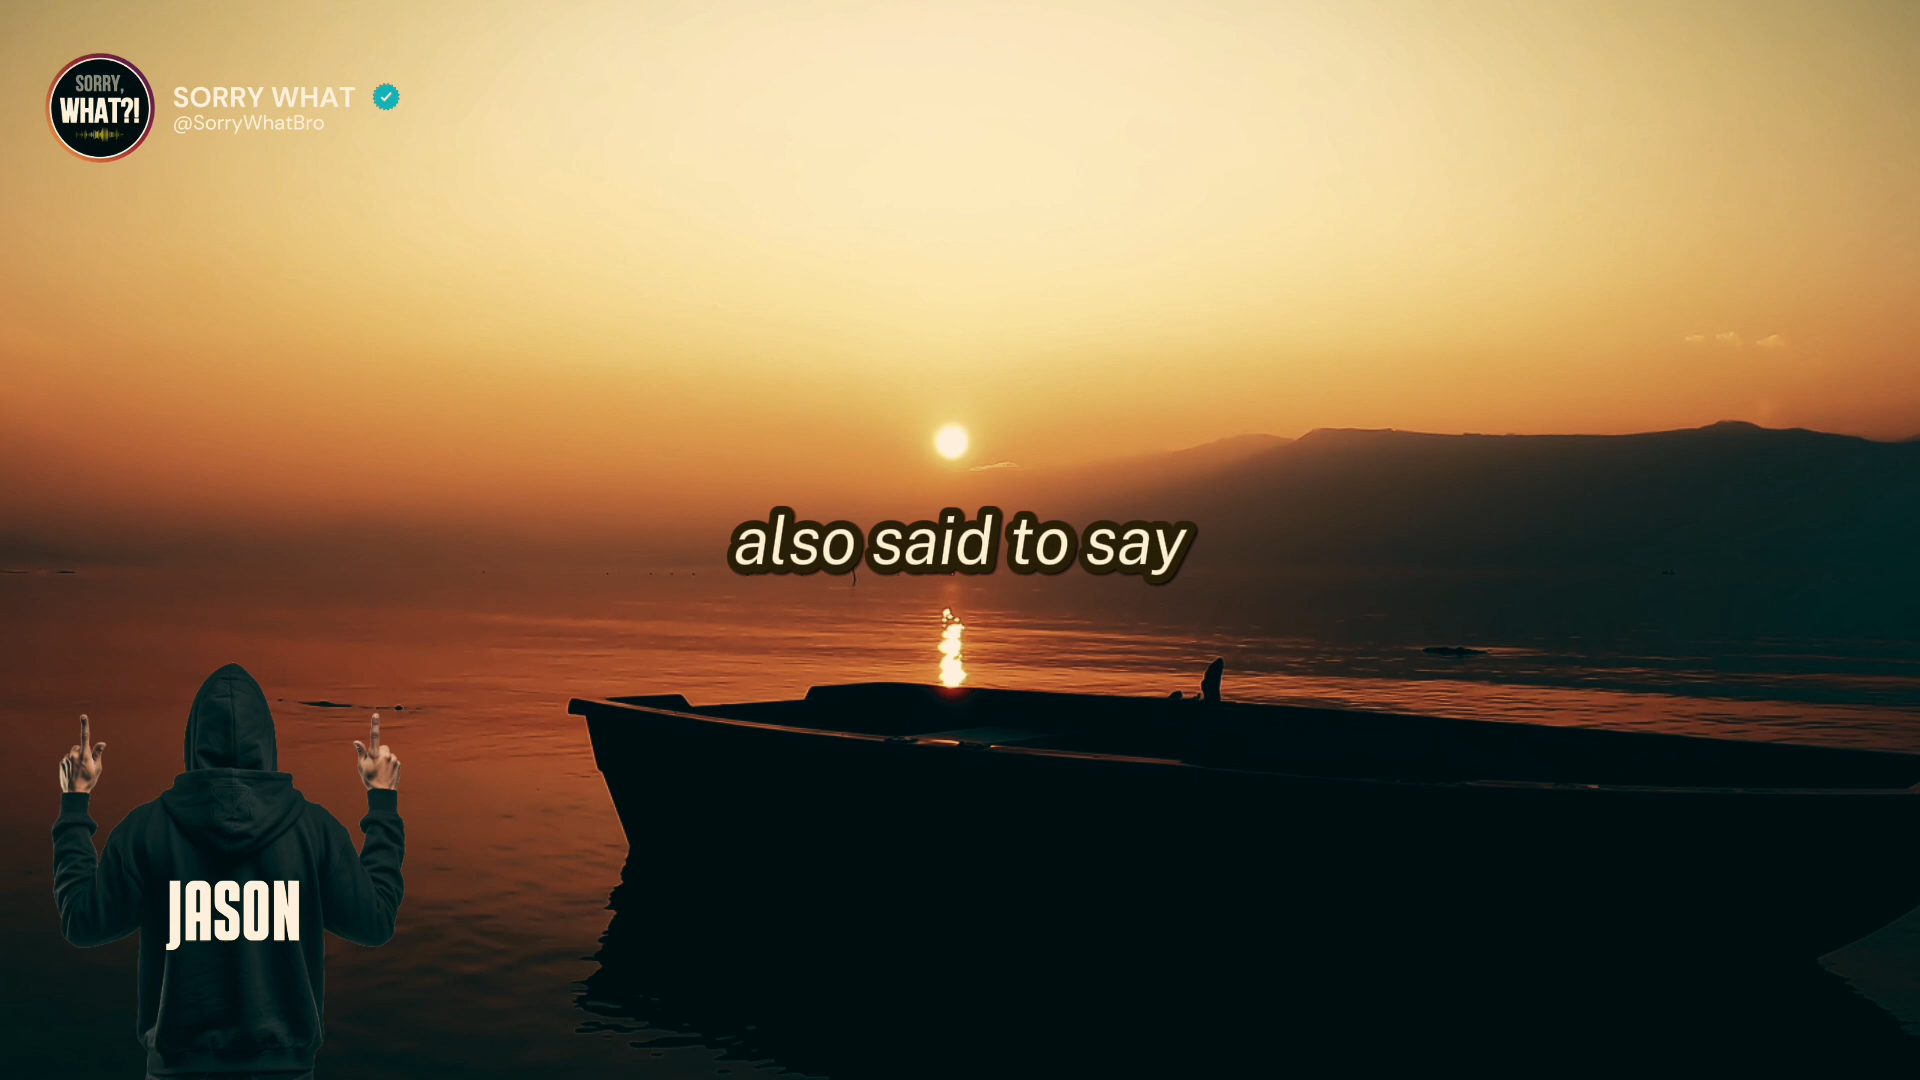 SORRY,
WHAT?!
SORRY WHAT
@SorryWhatBro
also said to say
JASON